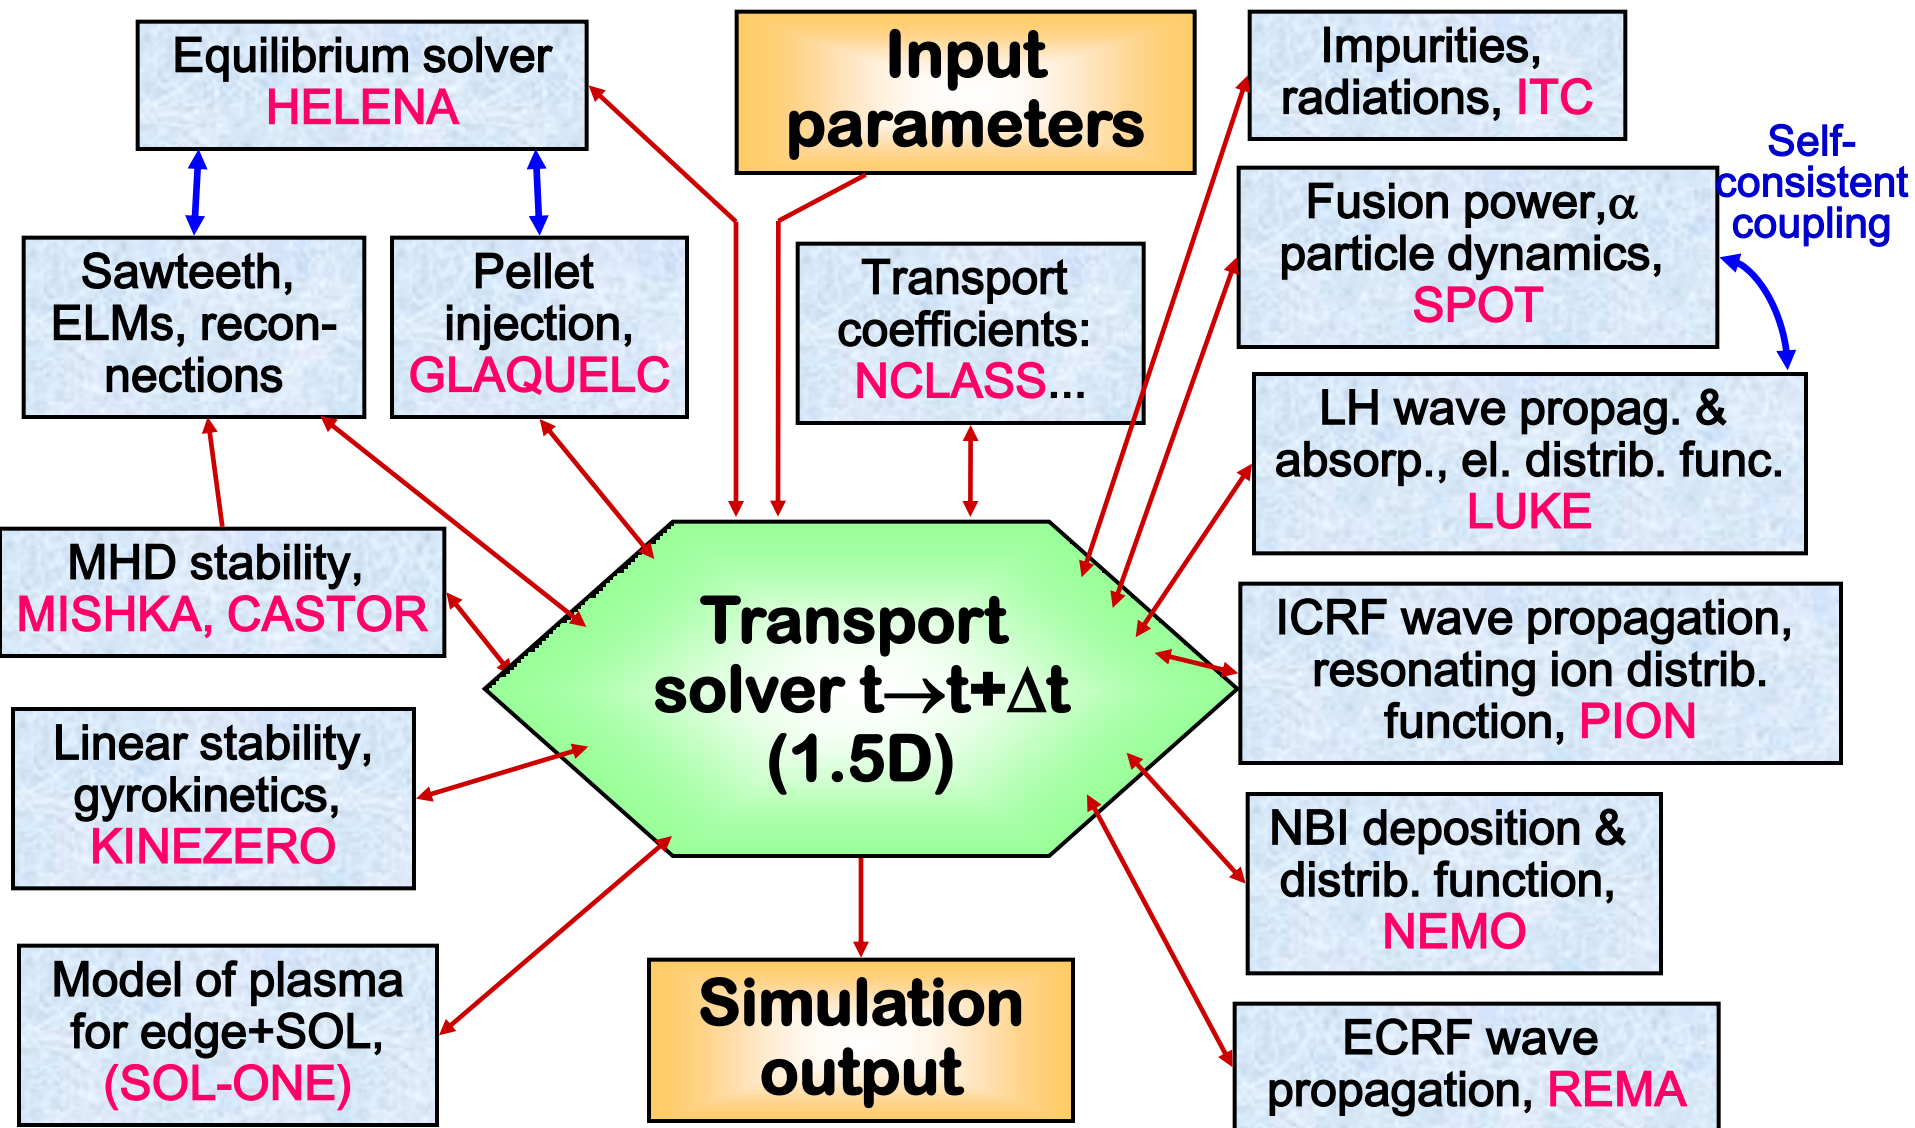 Equilibrium solver
HELENA
Input
parameters
Impurities,
radiations, ITC
Self-
consistent
coupling
Fusion power,α
particle dynamics,
SPOT
Sawteeth,
ELMs, recon-
nections
Pellet
injection,
GLAQUELC
Transport
coefficients:
NCLASS...
LH wave propag. &
absorp., el. distrib. func.
LUKE
MHD stability,
MISHKA, CASTOR
Transport
solver t→t+Δt
(1.5D)
ICRF wave propagation,
resonating ion distrib.
function, PION
Linear stability,
gyrokinetics,
KINEZERO
NBI deposition &
distrib. function,
NEMO
Model of plasma
for edge+SOL,
(SOL-ONE)
Simulation
output
ECRF wave
propagation, REMA